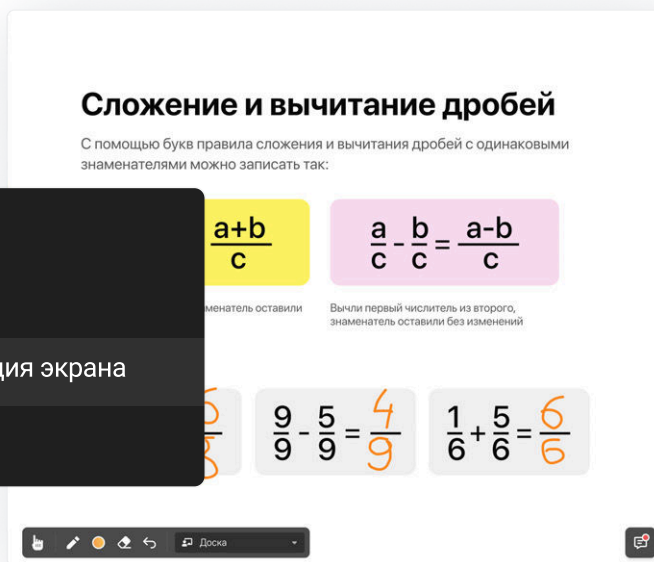 Сложение и вычитание дробей
С помощью букв правила сложения и вычитания дробей с одинаковыми
знаменателями можно записать так:
a+b
c
a/c - b/c = a-b/c
оставили
Вычли первый числитель из второго,
знаменатель оставили без изменений
экрана
9/9 - 5/9 = 4/9
1/6 + 5/6 = 6/6
Доска